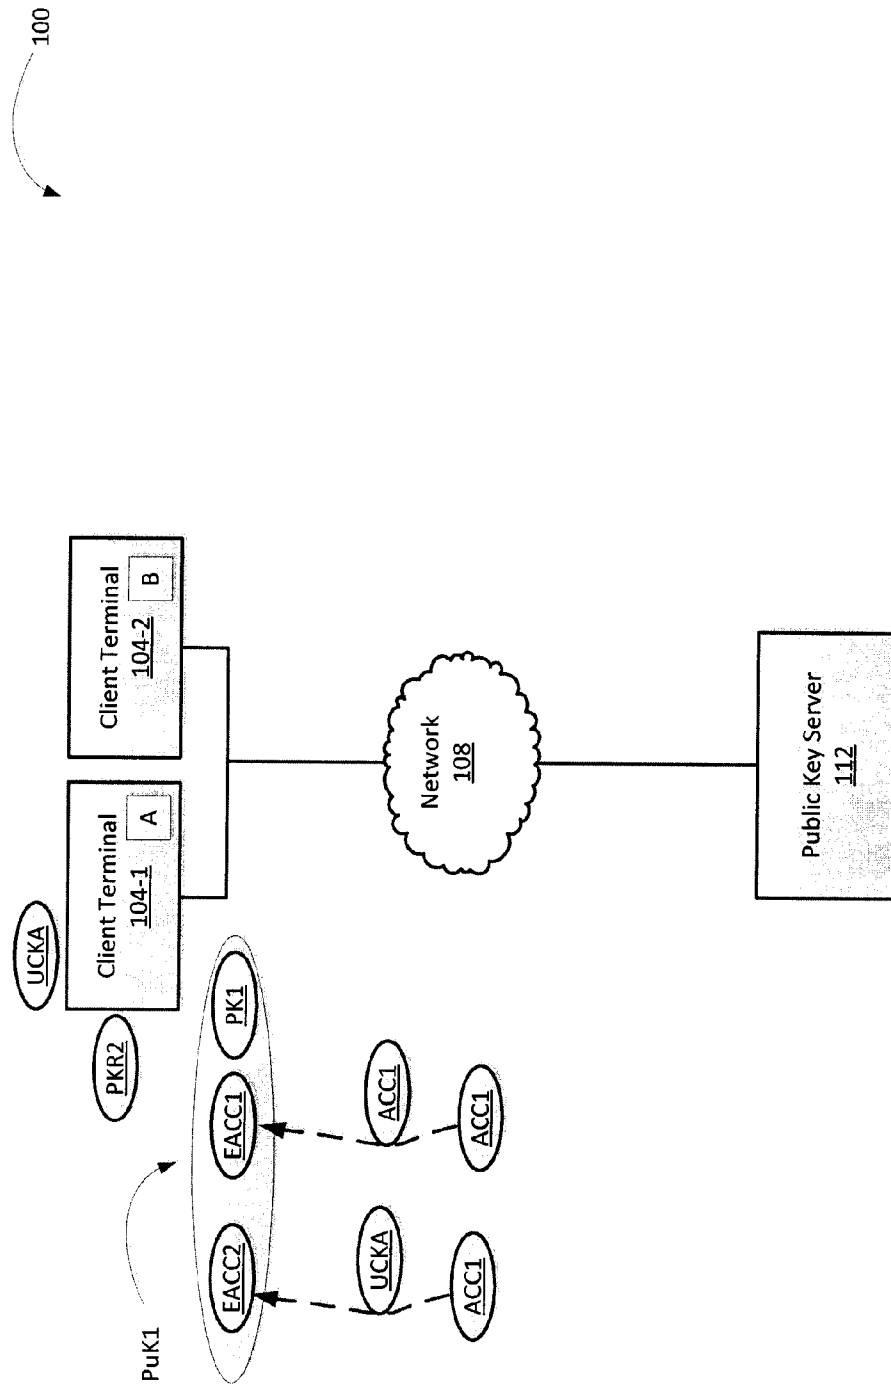 100
UCKA
Client Terminal
104-1
A
Client Terminal
104-2
B
PKR2
PuK1
EACC2
EACC1
PK1
UCKA
ACC1
ACC1
ACC1
Network
108
Public Key Server
112